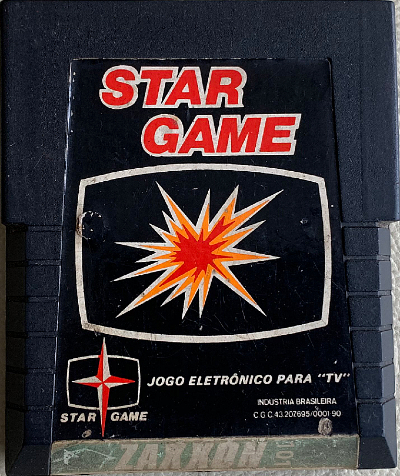 STAR
GAME
JOGO ELETRÔNICO PARA "TV"
STAR GAME
INDUSTRIA BRASILEIRA
C G C.43.207695/0001 90
ZAXXON